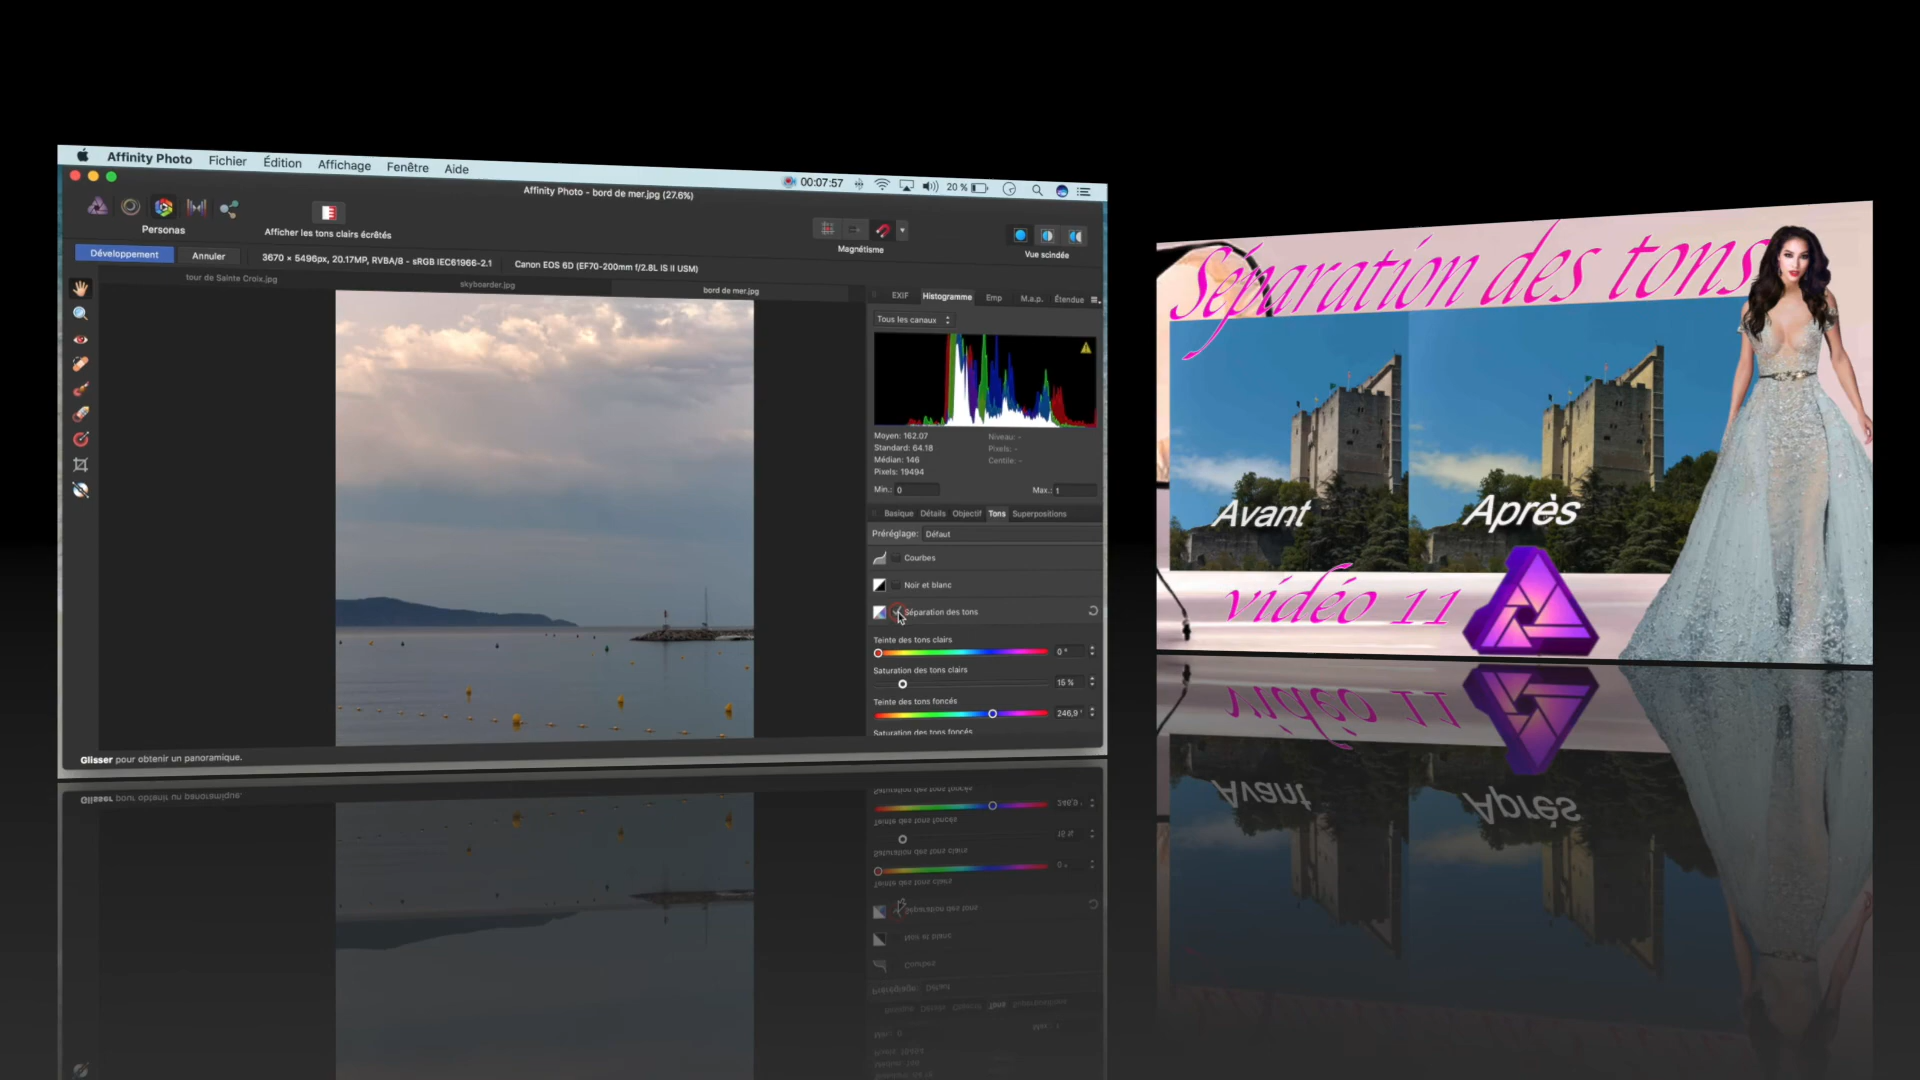 Affinity Photo Fichier Édition Affichage Fenêtre Aide
00:07:57 20 %
Affinity Photo - bord de mer.jpg (27.6%)
Personas
Afficher les tons clairs écrêtés
Magnétisme
Vue scindée
Développement
Annuler
3670 × 5496px, 20.17MP, RVBA/8 - sRGB IEC61966-2.1
Canon EOS 6D (EF70-200mm f/2.8L IS II USM)
tour de Sainte Croix.jpg
skyboarder.jpg
bord de mer.jpg
EXIF Histogramme Emp M.a.p. Étendue
Tous les canaux
Moyen: 162.07
Standard: 64.18
Médian: 146
Pixels: 19494
Niveau: -
Pixels: -
Centile: -
Min.: 0
Max.: 1
Basique Détails Objectif Tons Superpositions
Préréglage: Défaut
Courbes
Noir et blanc
Séparation des tons
Teinte des tons clairs
0 °
Saturation des tons clairs
15 %
Teinte des tons foncés
246,9 °
Saturation des tons foncés
Glisser pour obtenir un panoramique.
Séparation des tons
Avant
Après
vidéo 11